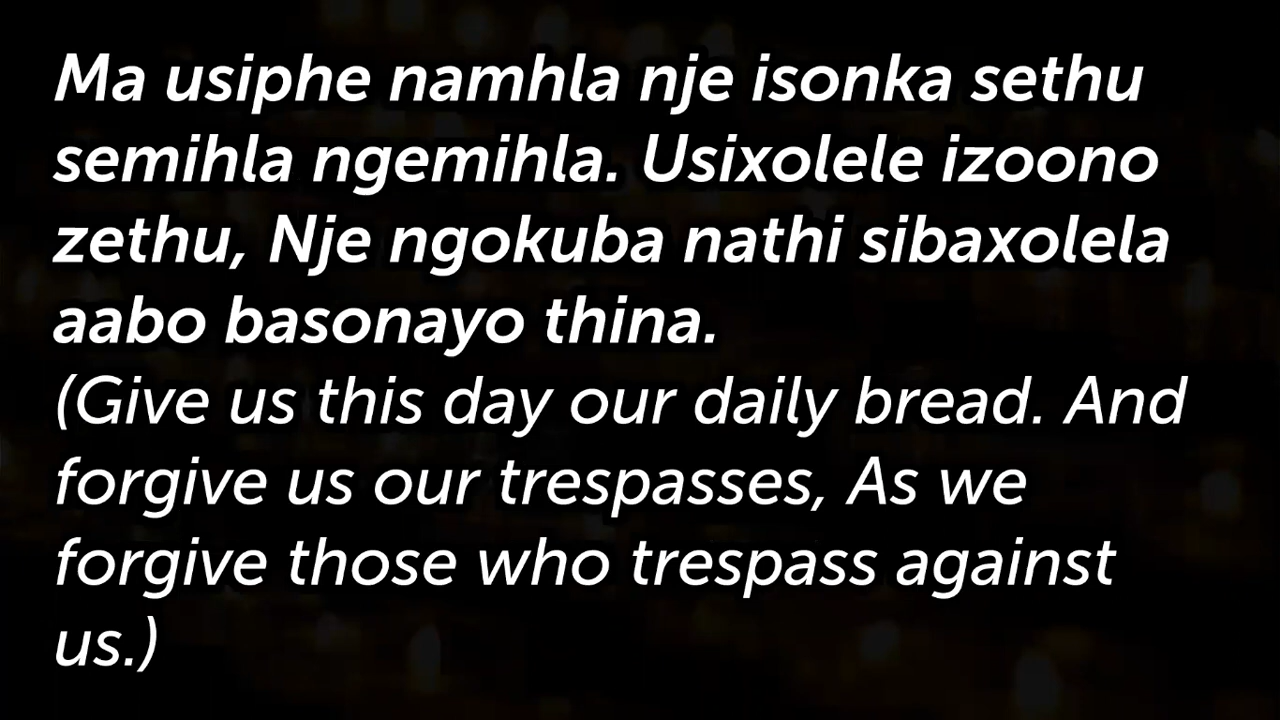 Ma usiphe namhla nje isonka sethu
semihla ngemihla. Usixolele izoono
zethu, Nje ngokuba nathi sibaxolela
aabo basonayo thina.
(Give us this day our daily bread. And
forgive us our trespasses, As we
forgive those who trespass against
us.)